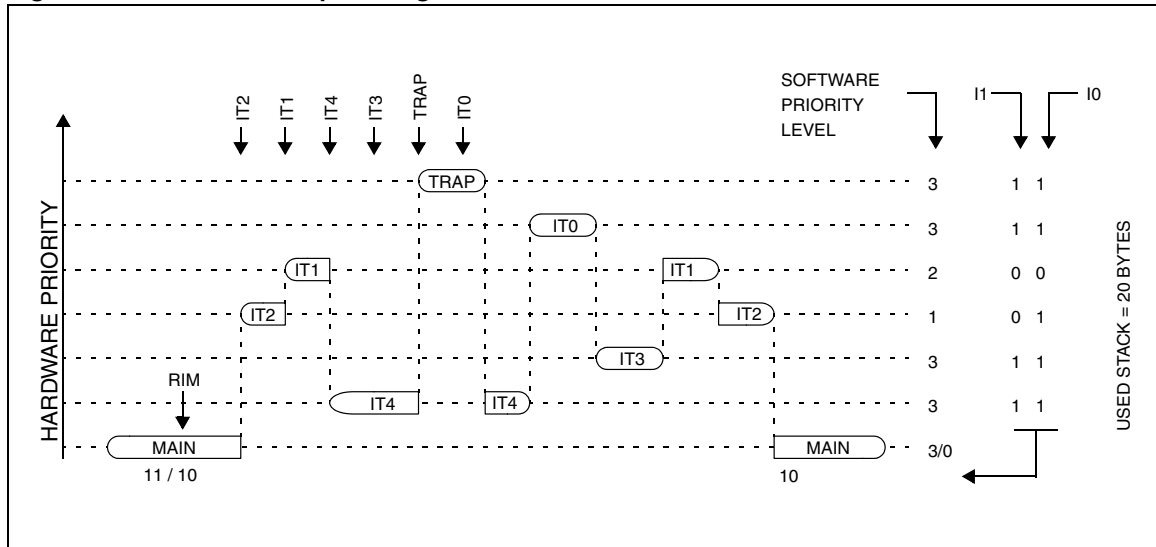 IT2
IT1
IT4
IT3
TRAP
IT0
SOFTWARE
PRIORITY
LEVEL
I1
I0
HARDWARE PRIORITY
TRAP
3
1 1
IT0
3
1 1
IT1
IT1
2
0 0
IT2
IT2
1
0 1
RIM
IT3
3
1 1
IT4
IT4
3
1 1
MAIN
MAIN
3/0
11 / 10
10
USED STACK = 20 BYTES